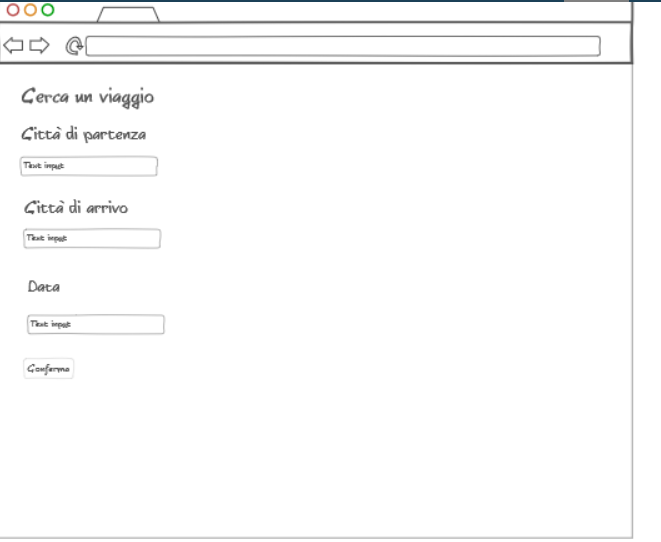 Cerca un viaggio
Città di partenza
Text input
Città di arrivo
Text input
Data
Text input
Conferma